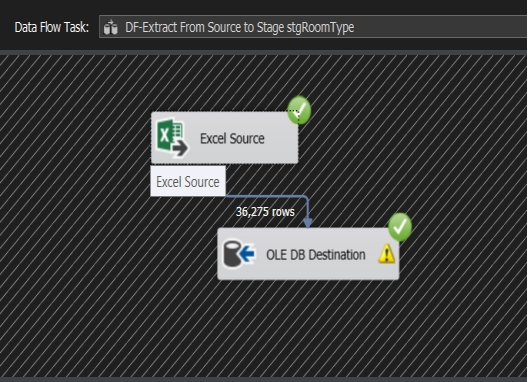 Data Flow Task: DF-Extract From Source to Stage stgRoomType
Excel Source
Excel Source
36,275 rows
OLE DB Destination